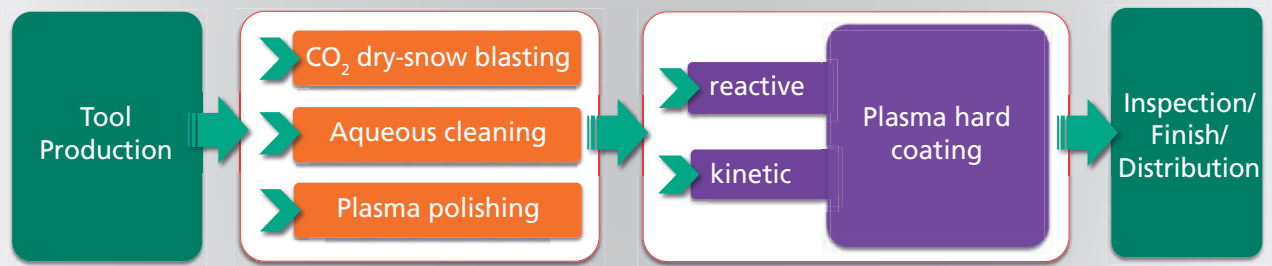 Tool
Production
CO₂ dry-snow blasting
Aqueous cleaning
Plasma polishing
reactive
kinetic
Plasma hard
coating
Inspection/
Finish/
Distribution